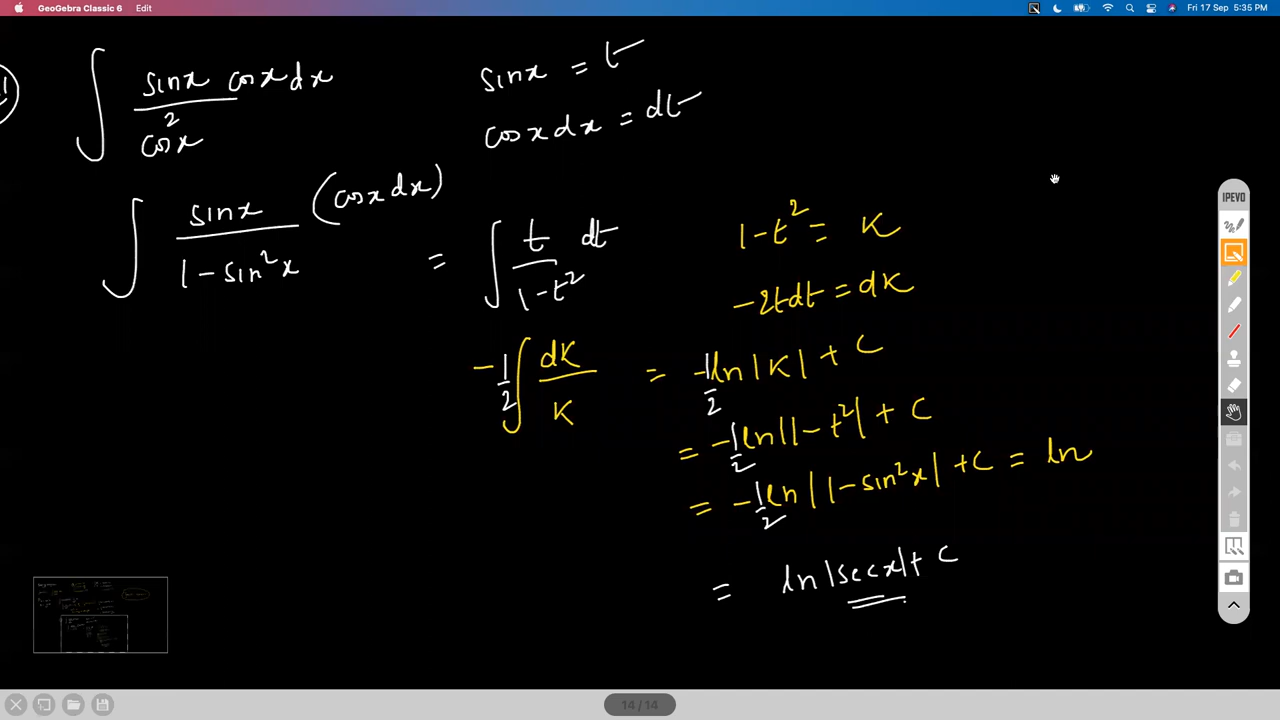 GeoGebra Classic 6 Edit Fri 17 Sep 5:35 PM
∫ sinx/cos²x cosx dx
sinx = t
cosx dx = dt
∫ sinx/(1-sin²x) (cosx dx) = ∫ t/(1-t²) dt
1-t² = K
-2tdt = dK
-1/2 ∫ dK/K = -1/2 ln|K| + C
= -1/2 ln|1-t²| + C
= -1/2 ln|1-sin²x| + C = ln
= ln|secx| + C
IPEVO
14 / 14